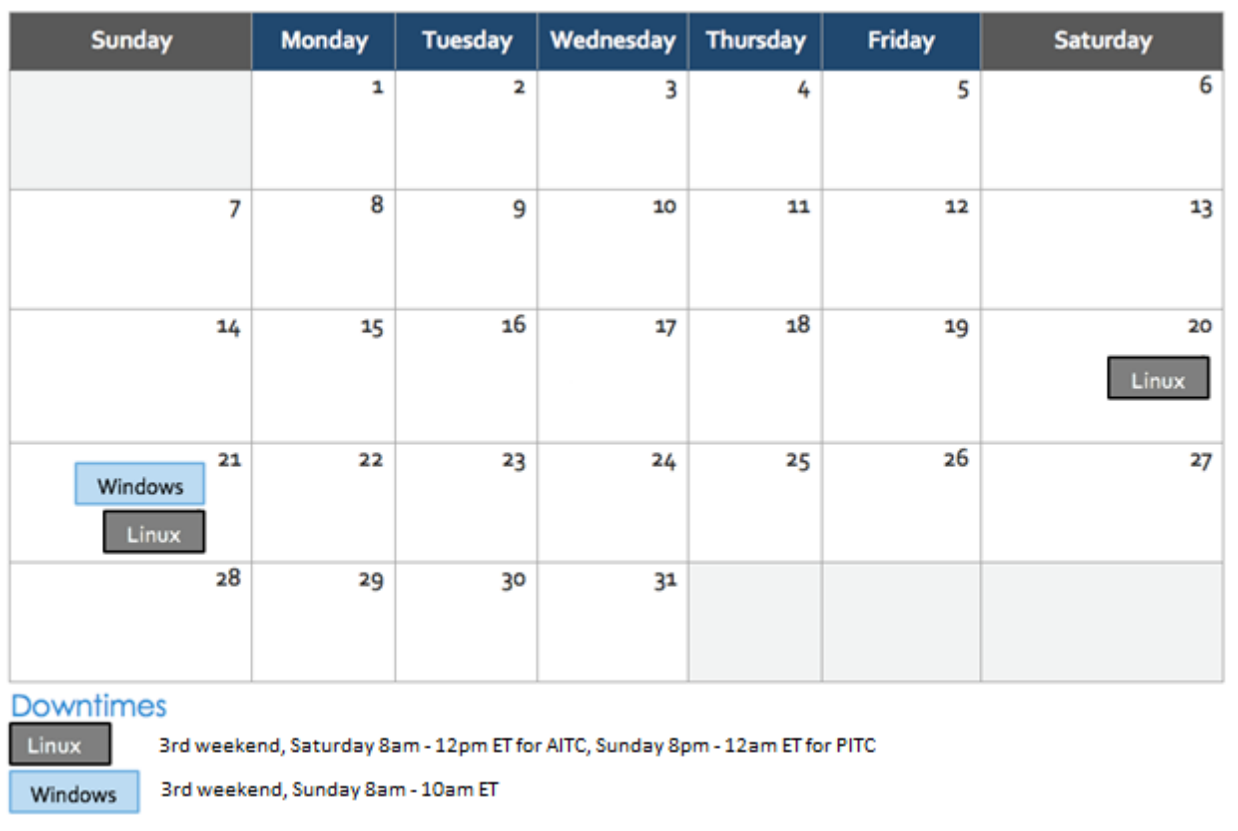 Sunday Monday Tuesday Wednesday Thursday Friday Saturday
1 2 3 4 5 6
7 8 9 10 11 12 13
14 15 16 17 18 19 20
Linux
21 22 23 24 25 26 27
Windows
Linux
28 29 30 31
Downtimes
Linux 3rd weekend, Saturday 8am - 12pm ET for AITC, Sunday 8pm - 12am ET for PITC
Windows 3rd weekend, Sunday 8am - 10am ET